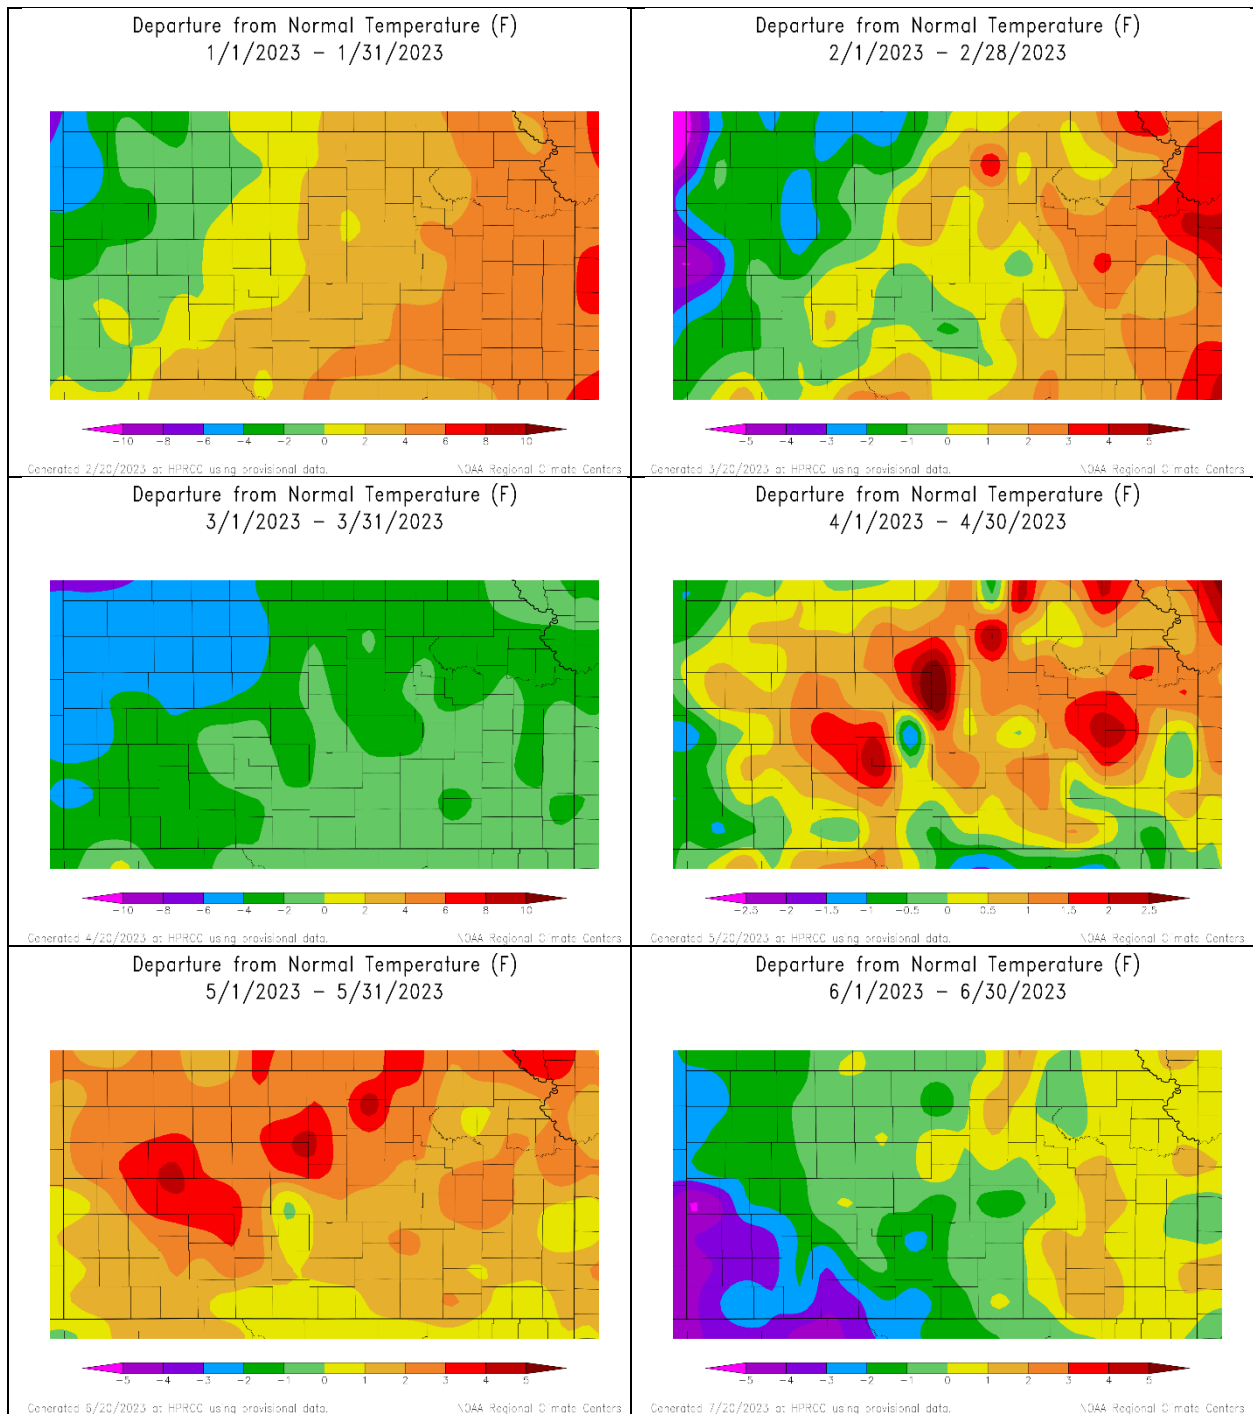 Departure from Normal Temperature (F)
1/1/2023 – 1/31/2023
-10 -8 -6 -4 -2 0 2 4 6 8 10
Generated 2/20/2023 at HPRCC using provisional data. NOAA Regional Climate Centers
Departure from Normal Temperature (F)
2/1/2023 – 2/28/2023
-5 -4 -3 -2 -1 0 1 2 3 4 5
Generated 3/20/2023 at HPRCC using provisional data. NOAA Regional Climate Centers
Departure from Normal Temperature (F)
3/1/2023 – 3/31/2023
-10 -8 -6 -4 -2 0 2 4 6 8 10
Generated 4/20/2023 at HPRCC using provisional data. NOAA Regional Climate Centers
Departure from Normal Temperature (F)
4/1/2023 – 4/30/2023
-2.5 -2 -1.5 -1 -0.5 0 0.5 1 1.5 2 2.5
Generated 5/20/2023 at HPRCC using provisional data. NOAA Regional Climate Centers
Departure from Normal Temperature (F)
5/1/2023 – 5/31/2023
-5 -4 -3 -2 -1 0 1 2 3 4 5
Generated 6/20/2023 at HPRCC using provisional data. NOAA Regional Climate Centers
Departure from Normal Temperature (F)
6/1/2023 – 6/30/2023
-5 -4 -3 -2 -1 0 1 2 3 4 5
Generated 7/20/2023 at HPRCC using provisional data. NOAA Regional Climate Centers